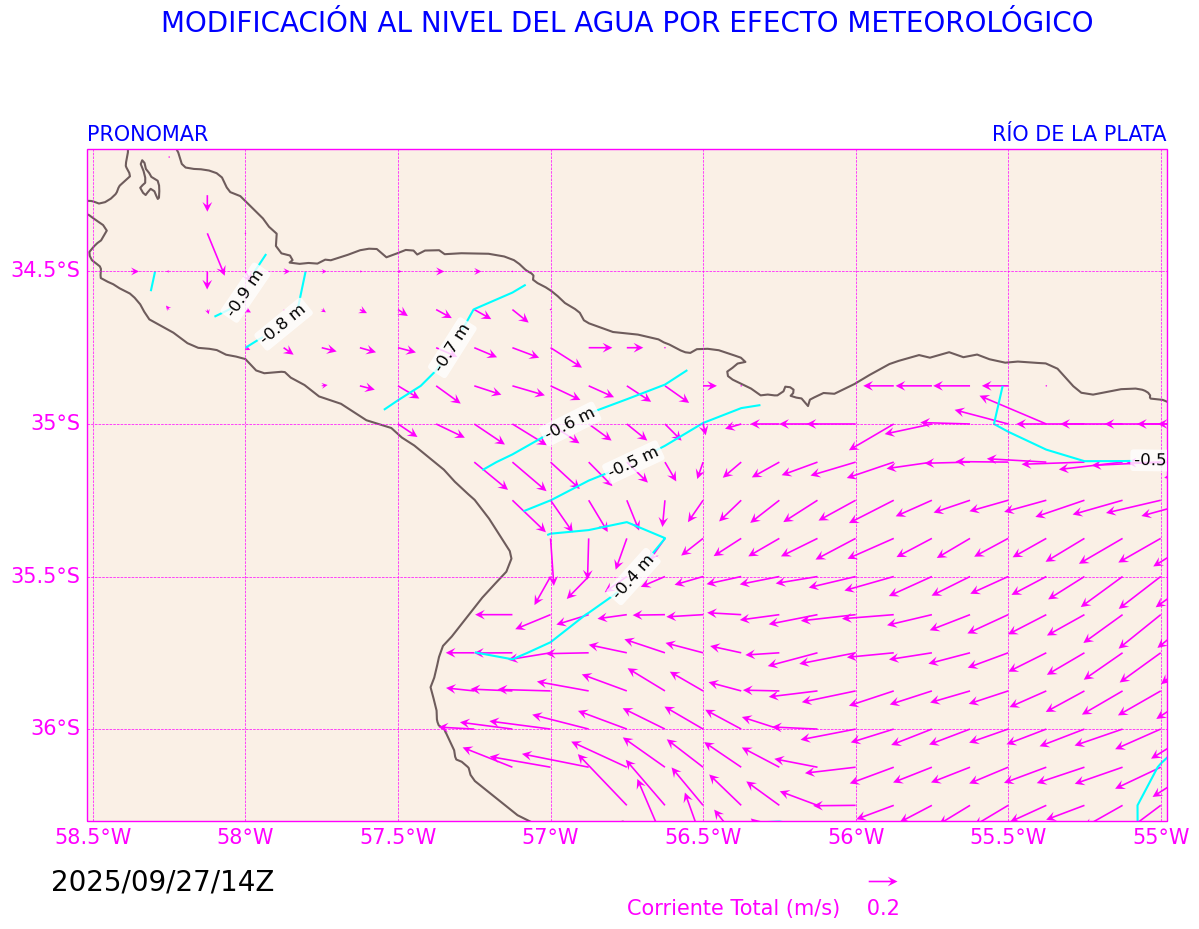 MODIFICACIÓN AL NIVEL DEL AGUA POR EFECTO METEOROLÓGICO
PRONOMAR
RÍO DE LA PLATA
34.5°S
35°S
35.5°S
36°S
-0.9 m
-0.8 m
-0.7 m
-0.6 m
-0.5 m
-0.5
-0.4 m
58.5°W
58°W
57.5°W
57°W
56.5°W
56°W
55.5°W
55°W
2025/09/27/14Z
Corriente Total (m/s)
0.2